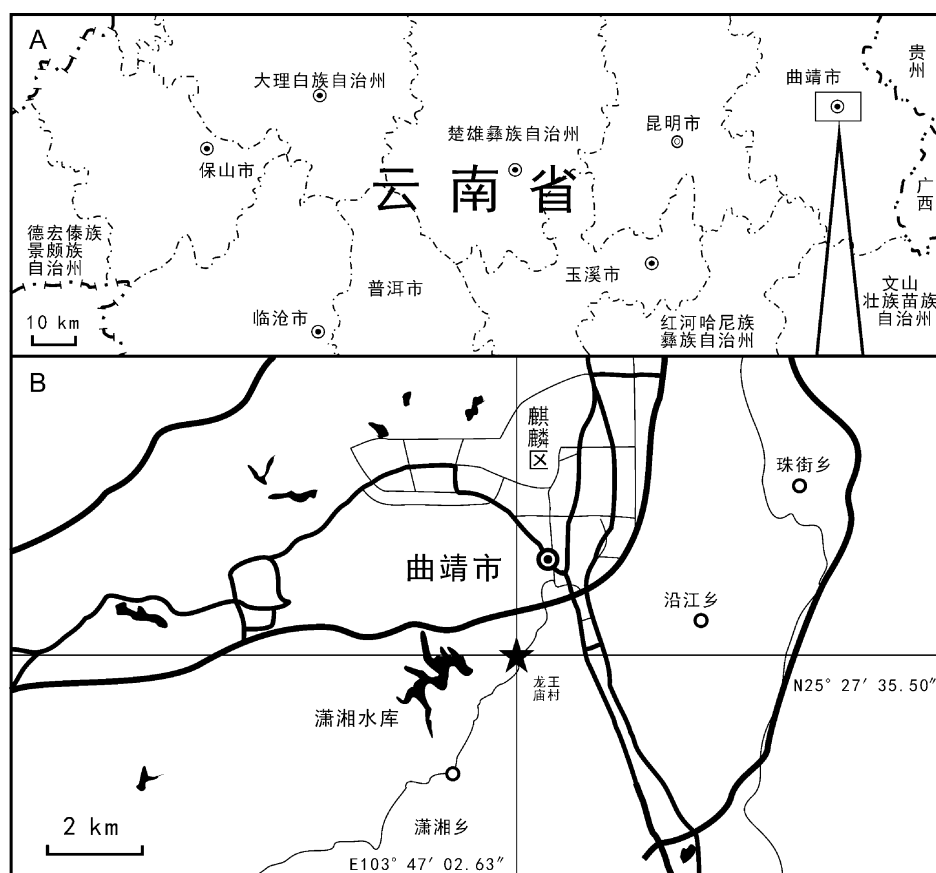 A
贵
州
曲靖市
大理白族自治州
昆明市
楚雄彝族自治州
保山市
云南省
广
西
德宏傣族
景颇族
自治州
玉溪市
普洱市
文山
壮族苗族
自治州
临沧市
10 km
红河哈尼族
彝族自治州
B
麒
麟
区
珠街乡
曲靖市
沿江乡
龙王
庙村
N25° 27′ 35.50″
潇湘水库
2 km
潇湘乡
E103° 47′ 02.63″